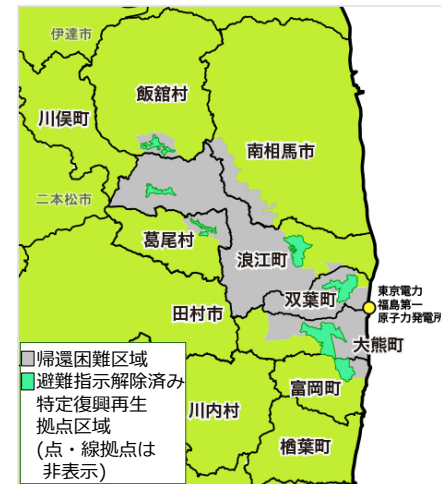 伊達市
飯舘村
川俣町
南相馬市
二本松市
葛尾村
浪江町
双葉町
東京電力
福島第一
原子力発電所
田村市
大熊町
帰還困難区域
避難指示解除済み
特定復興再生
拠点区域
(点・線拠点は
非表示)
富岡町
川内村
楢葉町